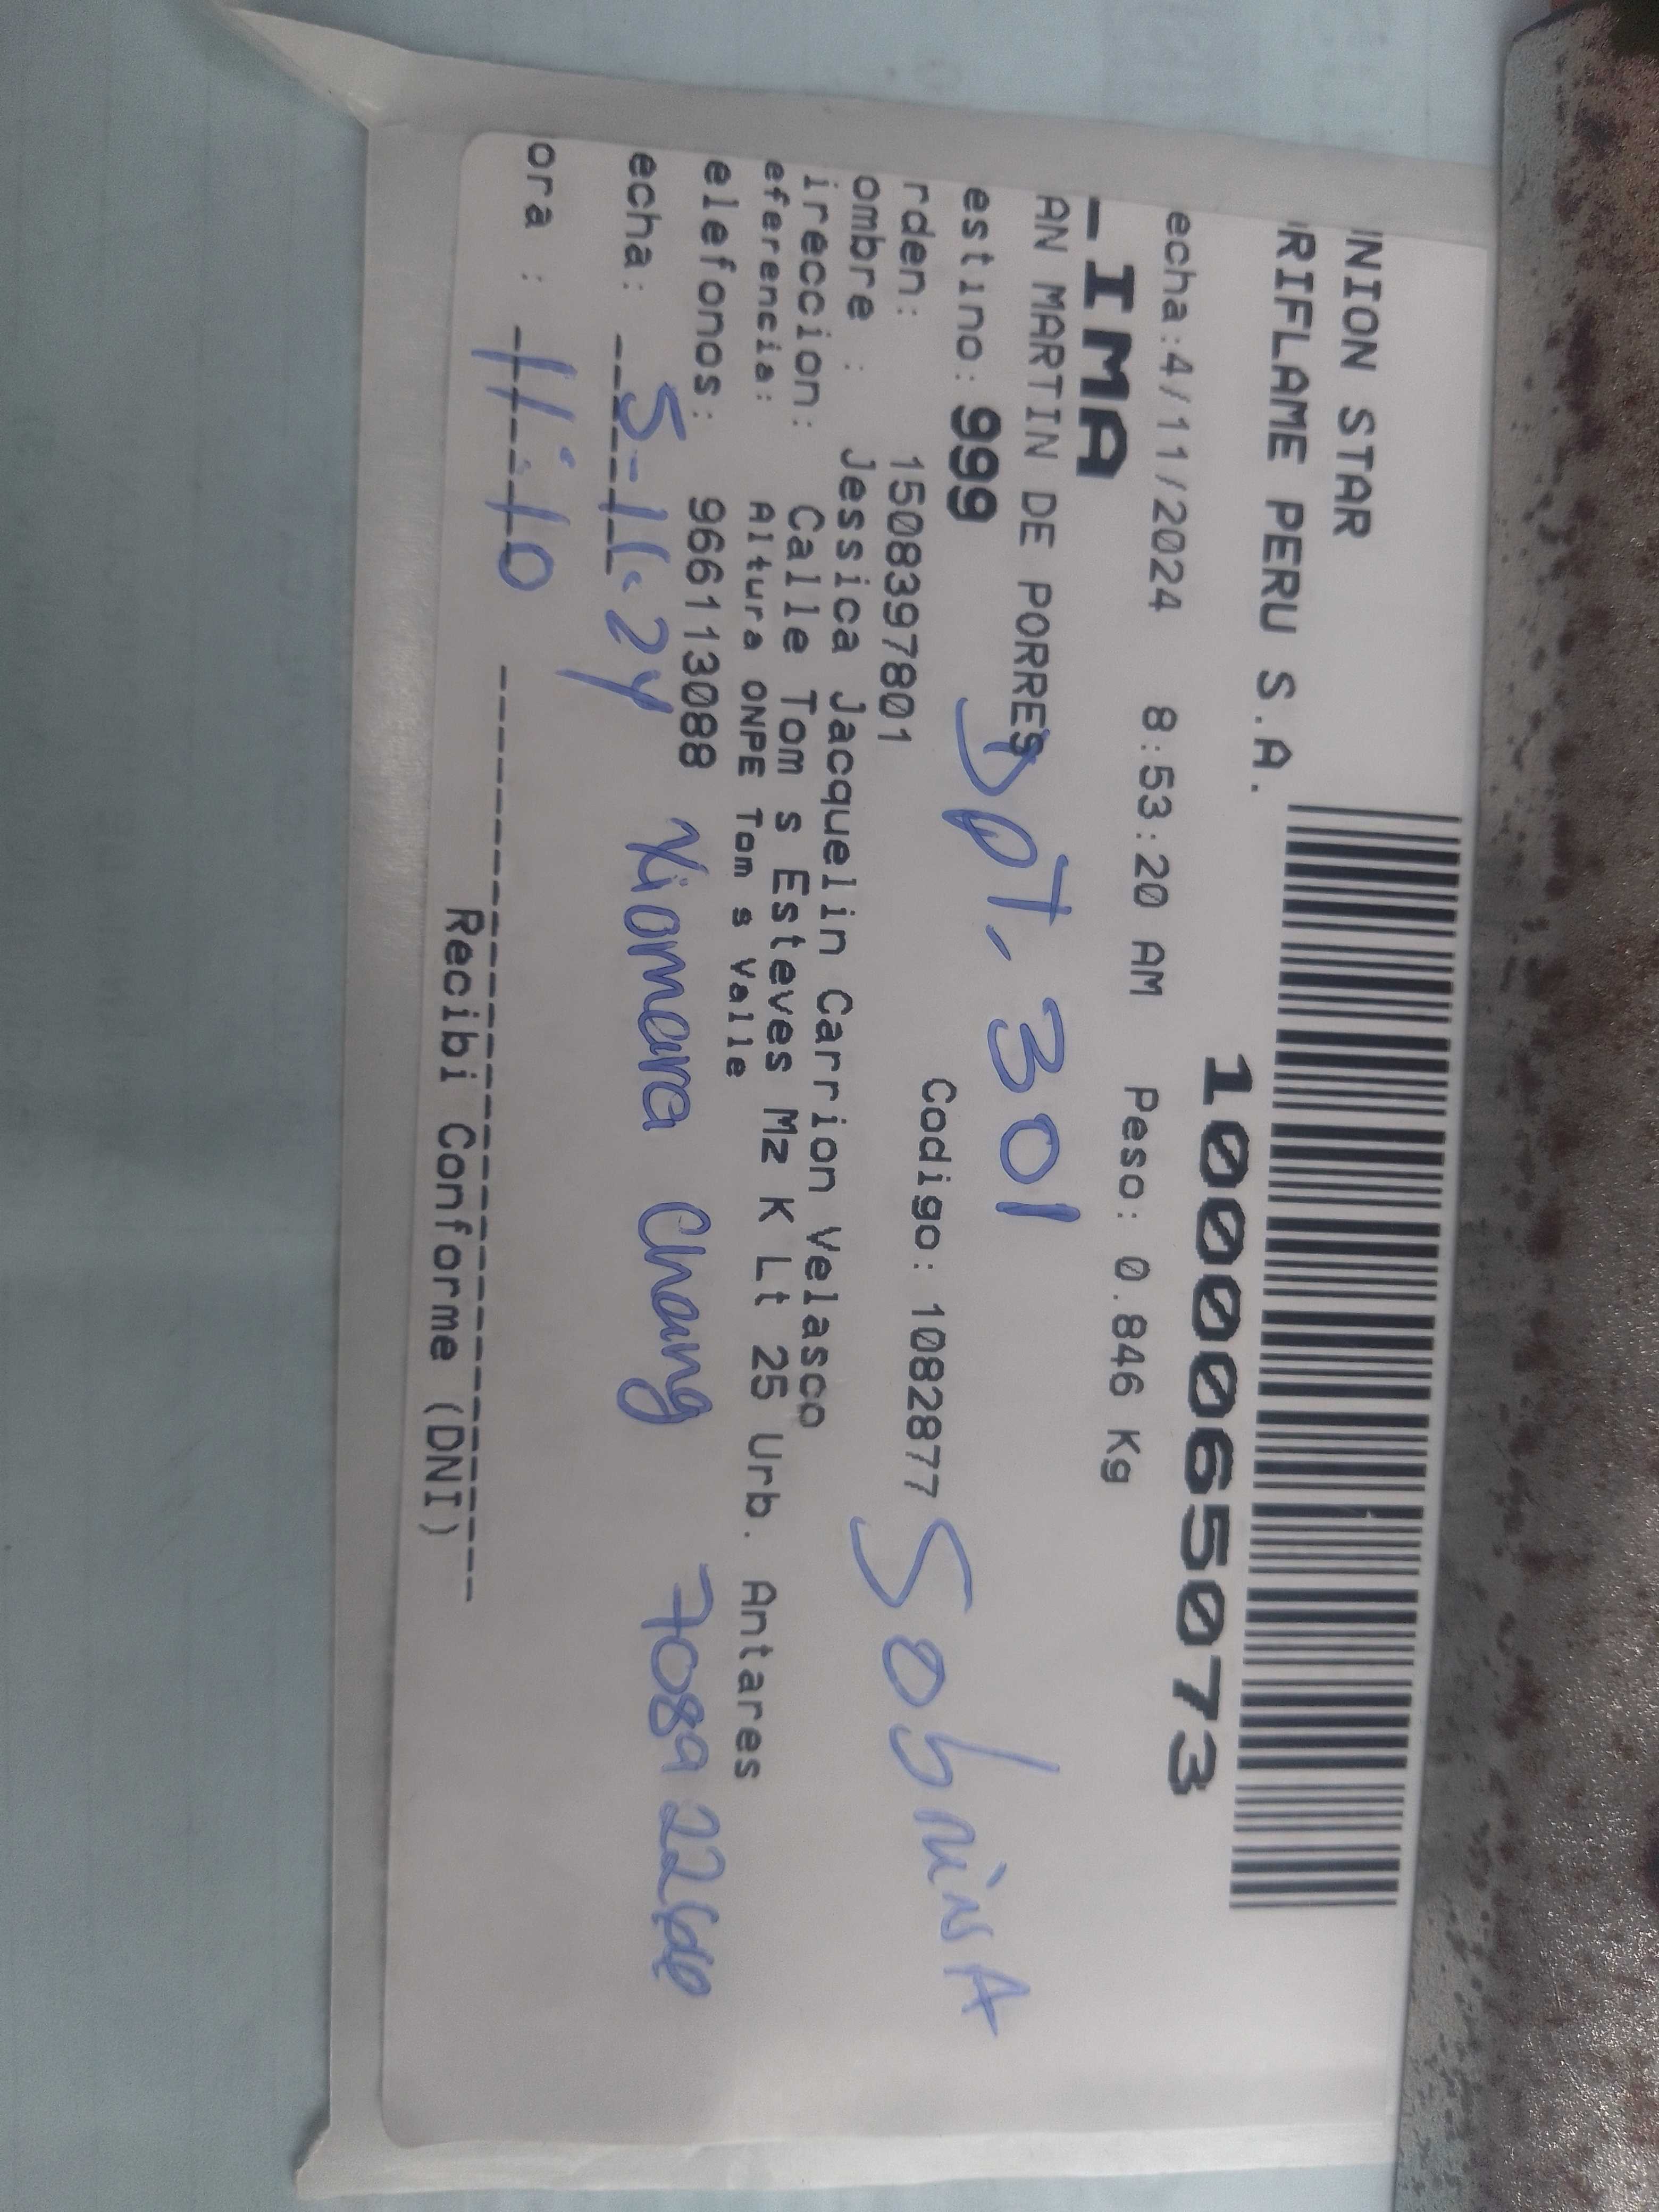 NION STAR
RIFLAME PERU S.A.
1000065073
echa:4/11/2024 8:53:20 AM Peso: 0.846 Kg
IMA
AN MARTIN DE PORRES
estino: 999 DpT, 301
rden: 15083977801 Codigo: 1082877 SobrinA
ombre : Jessica Jacquelin Carrion Velasco
ireccion: Calle Tom s Esteves Mz K Lt 25 Urb. Antares
eferencia: Altura ONPE Tom s Valle
elefonos: 966113088
echa: 5-11-24 Xiomara Chang
ora : 11:10
Recibi Conforme (DNI)